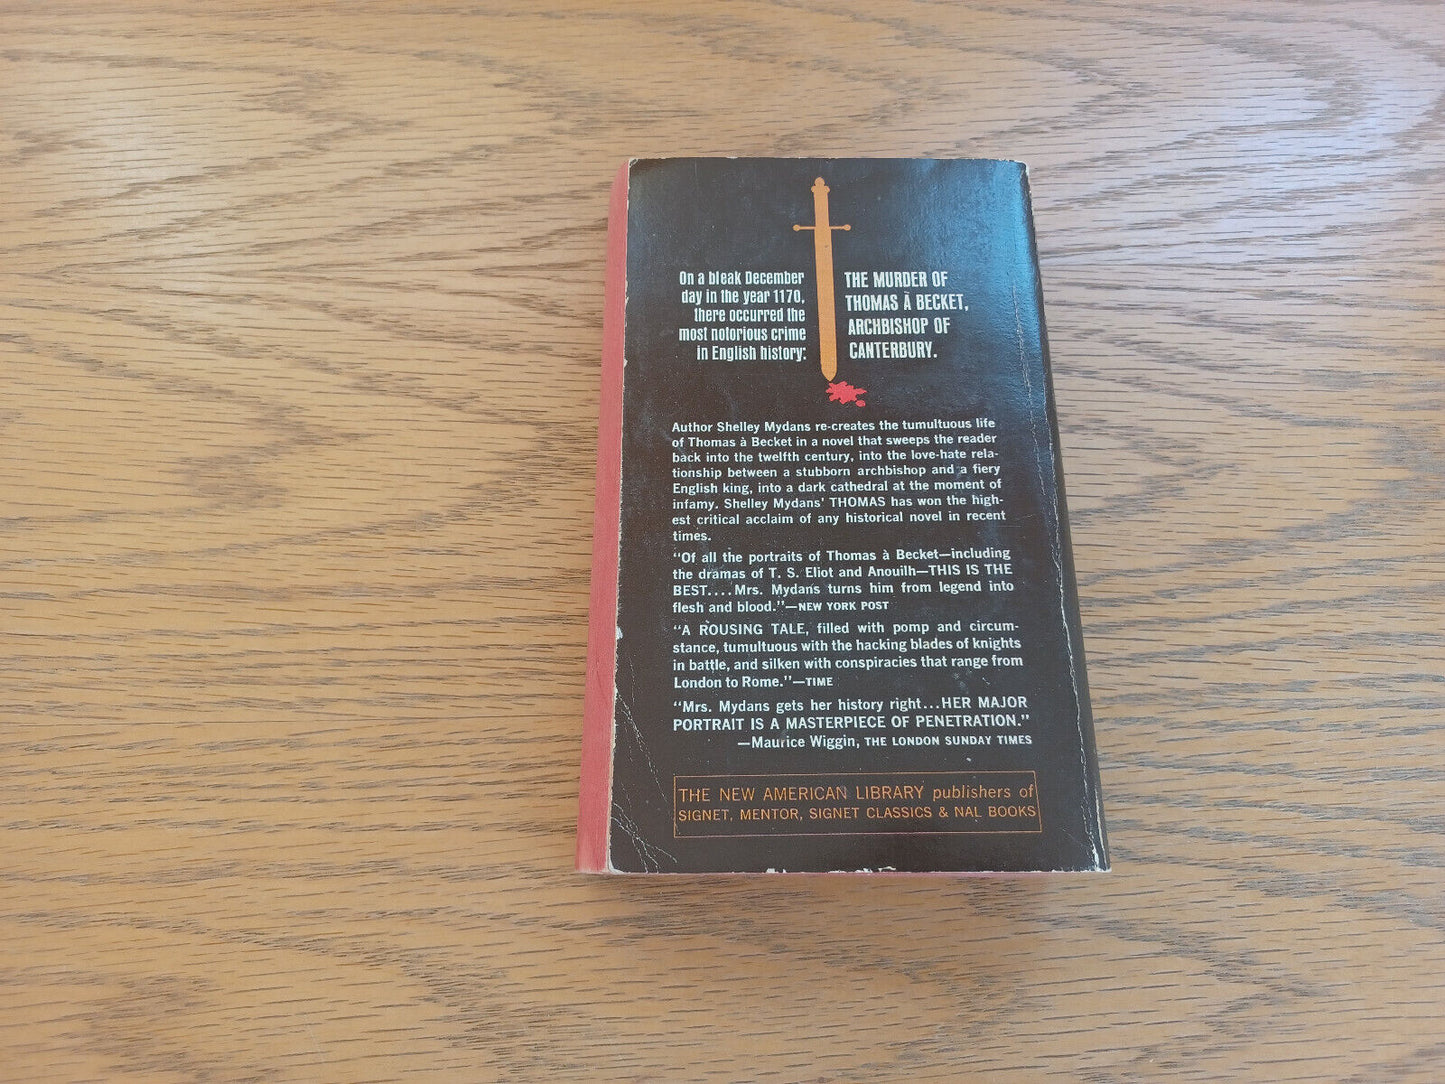 On a bleak December
day in the year 1170,
there occurred the
most notorious crime
in English history:
THE MURDER OF
THOMAS À BECKET,
ARCHBISHOP OF
CANTERBURY.
Author Shelley Mydans re-creates the tumultuous life
of Thomas à Becket in a novel that sweeps the reader
back into the twelfth century, into the love-hate rela-
tionship between a stubborn archbishop and a fiery
English king, into a dark cathedral at the moment of
infamy. Shelley Mydans' THOMAS has won the high-
est critical acclaim of any historical novel in recent
times.
"Of all the portraits of Thomas à Becket—including
the dramas of T. S. Eliot and Anouilh—THIS IS THE
BEST.... Mrs. Mydans turns him from legend into
flesh and blood."—NEW YORK POST
"A ROUSING TALE, filled with pomp and circum-
stance, tumultuous with the hacking blades of knights
in battle, and silken with conspiracies that range from
London to Rome."—TIME
"Mrs. Mydans gets her history right...HER MAJOR
PORTRAIT IS A MASTERPIECE OF PENETRATION."
—Maurice Wiggin, THE LONDON SUNDAY TIMES
THE NEW AMERICAN LIBRARY publishers of
SIGNET, MENTOR, SIGNET CLASSICS & NAL BOOKS